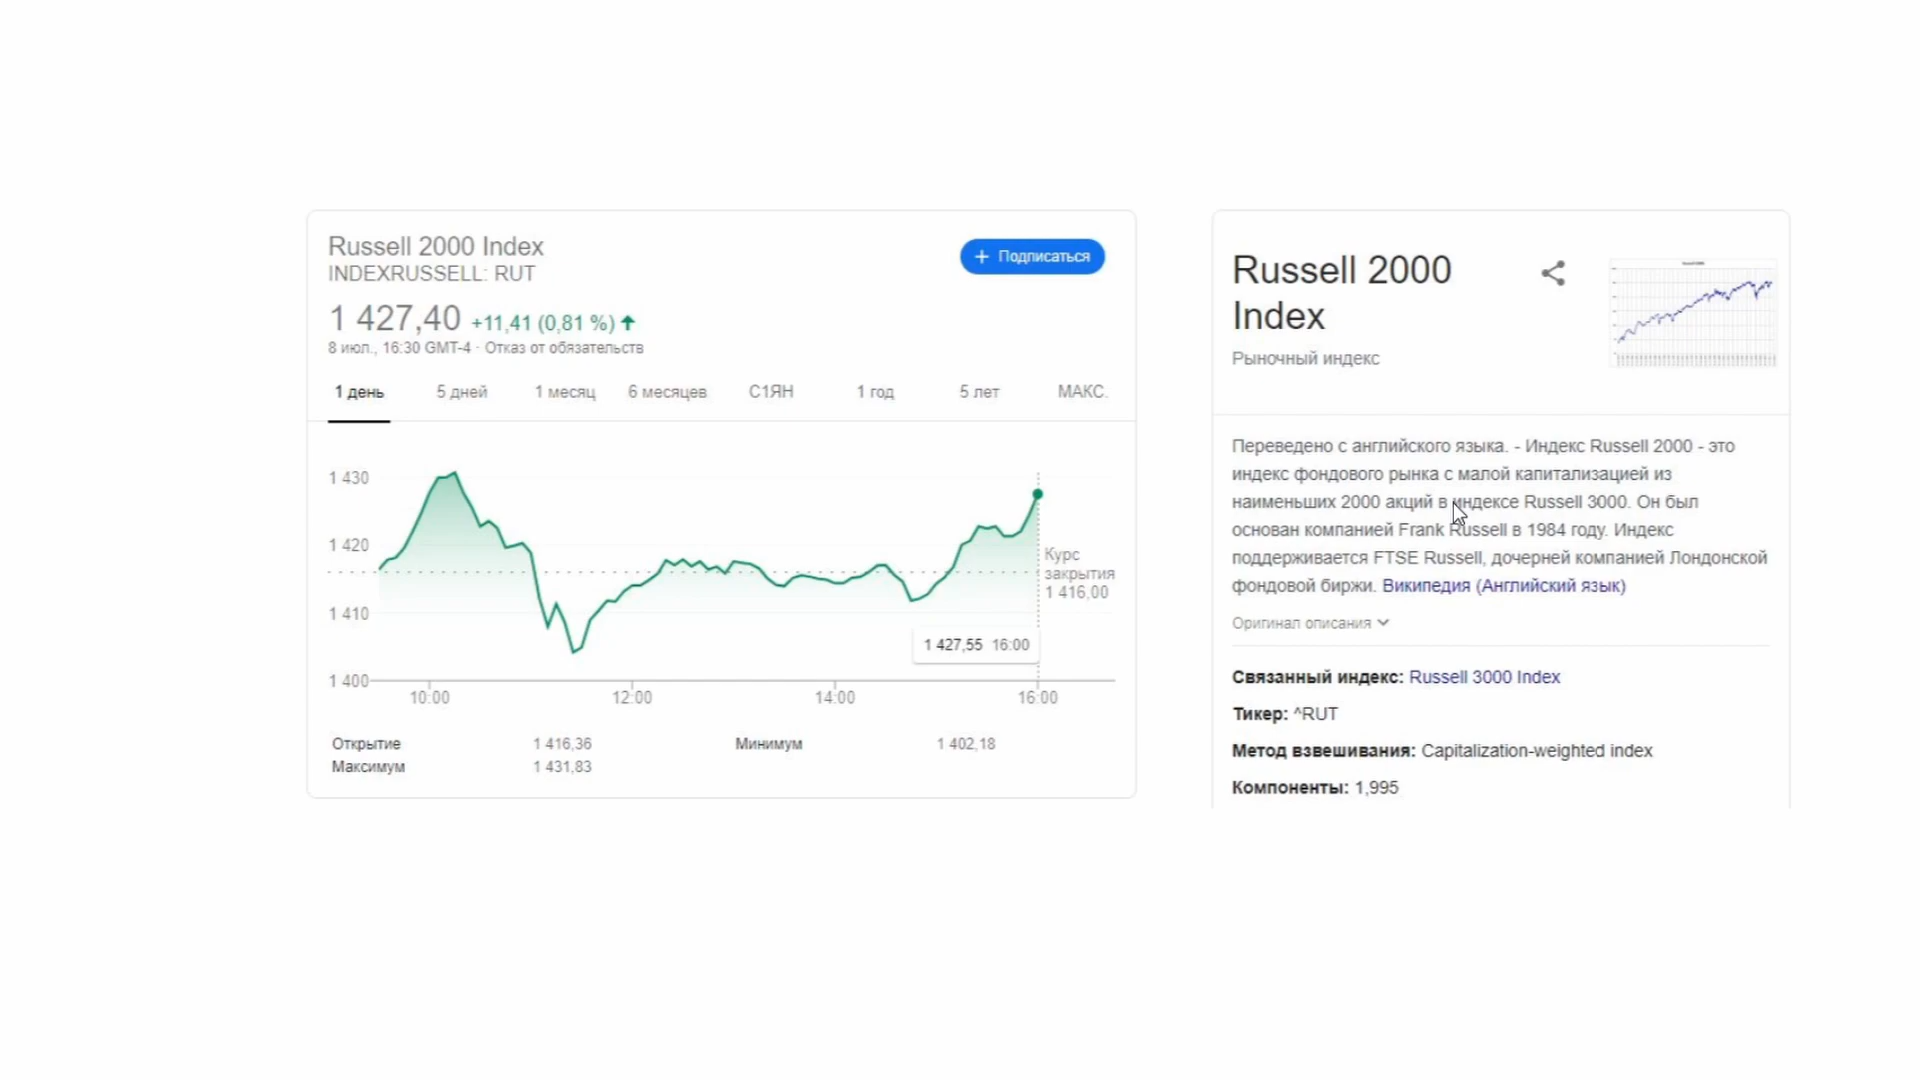 Russell 2000 Index
INDEXRUSSELL: RUT
+ Подписаться
1 427,40 +11,41 (0,81 %)
8 июл., 16:30 GMT-4 · Отказ от обязательств
1 день 5 дней 1 месяц 6 месяцев С1ЯН 1 год 5 лет МАКС.
1 430
1 420
1 410
1 400
Курс
закрытия
1 416,00
1 427,55 16:00
10:00 12:00 14:00 16:00
Открытие 1 416,36 Минимум 1 402,18
Максимум 1 431,83
Russell 2000
Index
Рыночный индекс
Переведено с английского языка. - Индекс Russell 2000 - это
индекс фондового рынка с малой капитализацией из
наименьших 2000 акций в индексе Russell 3000. Он был
основан компанией Frank Russell в 1984 году. Индекс
поддерживается FTSE Russell, дочерней компанией Лондонской
фондовой биржи. Википедия (Английский язык)
Оригинал описания
Связанный индекс: Russell 3000 Index
Тикер: ^RUT
Метод взвешивания: Capitalization-weighted index
Компоненты: 1,995